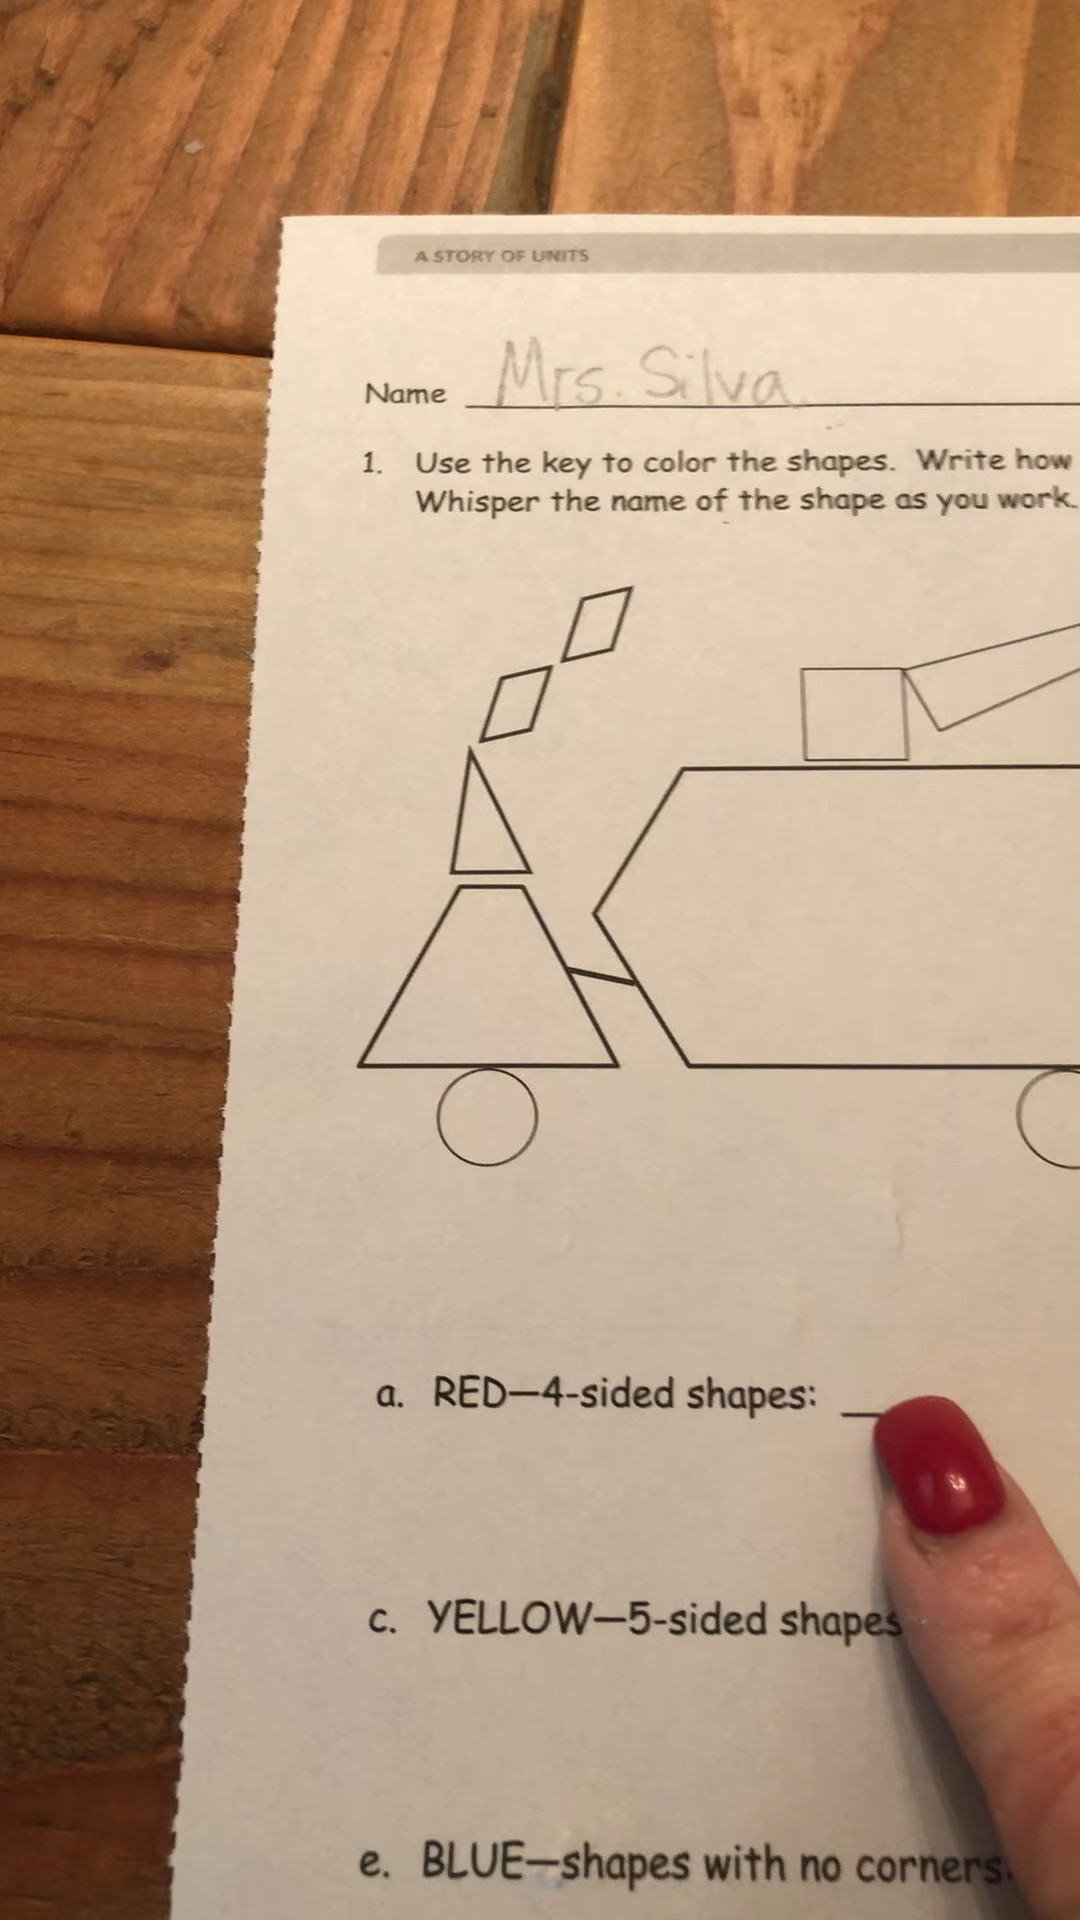 A STORY OF UNITS
Name Mrs. Silva
1. Use the key to color the shapes. Write how
Whisper the name of the shape as you work.
a. RED—4-sided shapes:
c. YELLOW—5-sided shapes
e. BLUE—shapes with no corners: